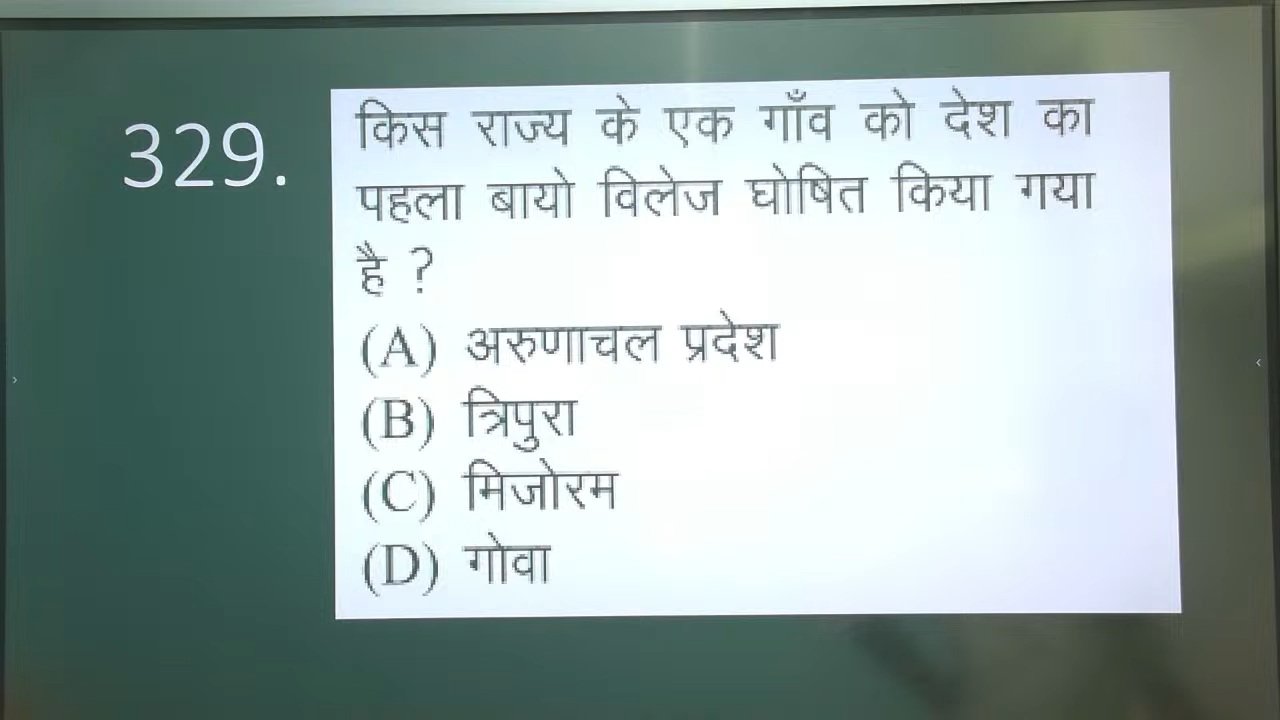 329.
किस राज्य के एक गाँव को देश का
पहला बायो विलेज घोषित किया गया
है ?
(A) अरुणाचल प्रदेश
(B) त्रिपुरा
(C) मिजोरम
(D) गोवा